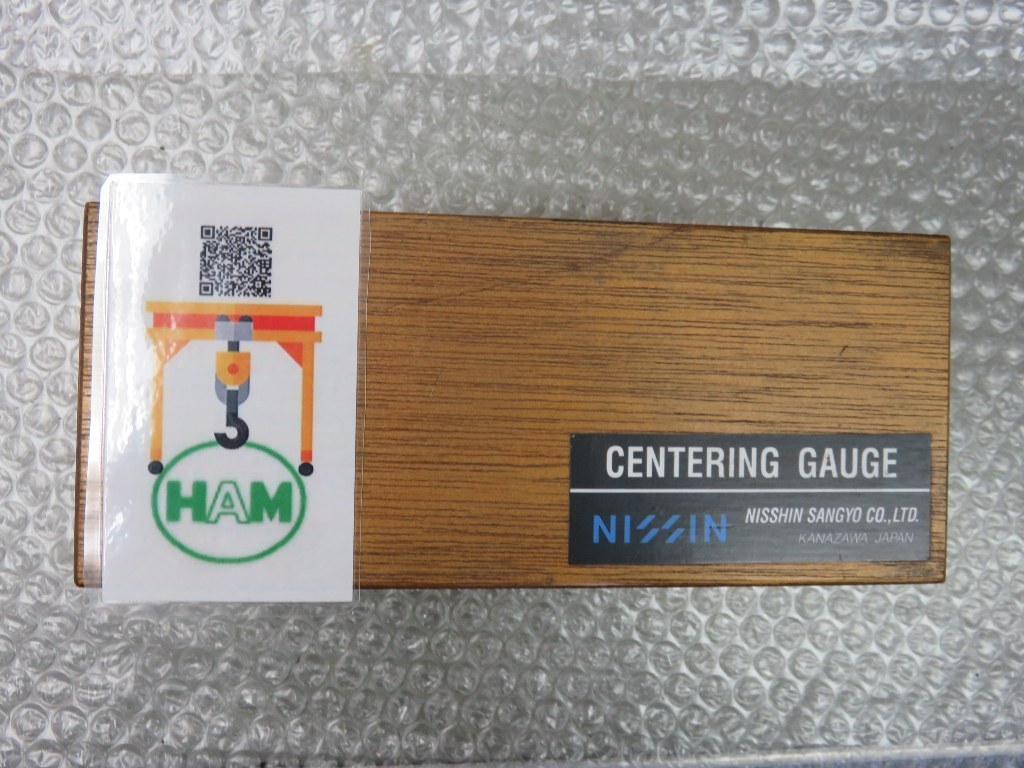 HAM
CENTERING GAUGE
NISSIN
NISSHIN SANGYO CO.,LTD.
KANAZAWA JAPAN